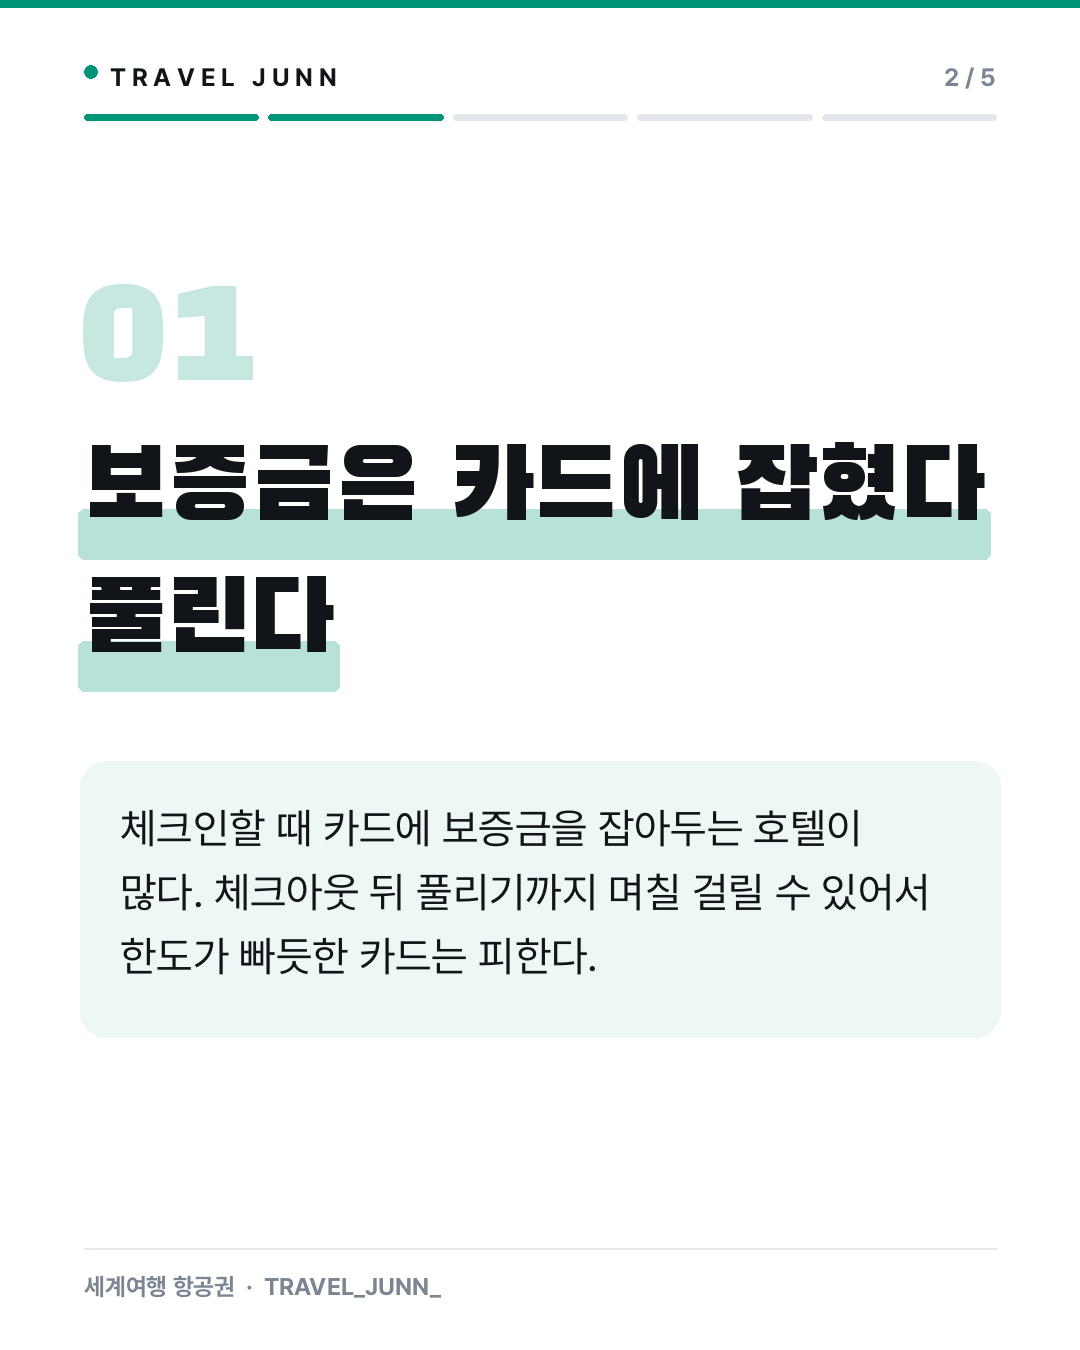 TRAVEL JUNN
2 / 5
01
보증금은 카드에 잡혔다
풀린다
체크인할 때 카드에 보증금을 잡아두는 호텔이
많다. 체크아웃 뒤 풀리기까지 며칠 걸릴 수 있어서
한도가 빠듯한 카드는 피한다.
세계여행 항공권 · TRAVEL_JUNN_